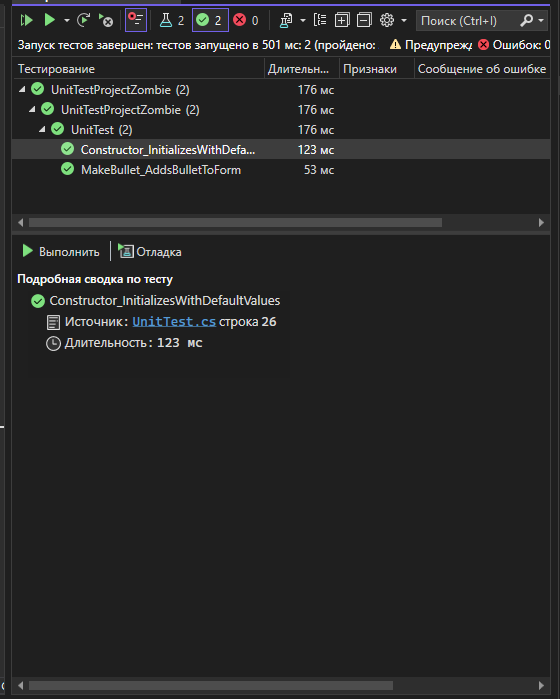 2 2 0 Поиск (Ctrl+I)
Запуск тестов завершен: тестов запущено в 501 мс: 2 (пройдено: Предупрежд Ошибок: 0
Тестирование Длительн... Признаки Сообщение об ошибке
UnitTestProjectZombie (2) 176 мс
UnitTestProjectZombie (2) 176 мс
UnitTest (2) 176 мс
Constructor_InitializesWithDefa... 123 мс
MakeBullet_AddsBulletToForm 53 мс
Выполнить Отладка
Подробная сводка по тесту
Constructor_InitializesWithDefaultValues
Источник: UnitTest.cs строка 26
Длительность: 123 мс